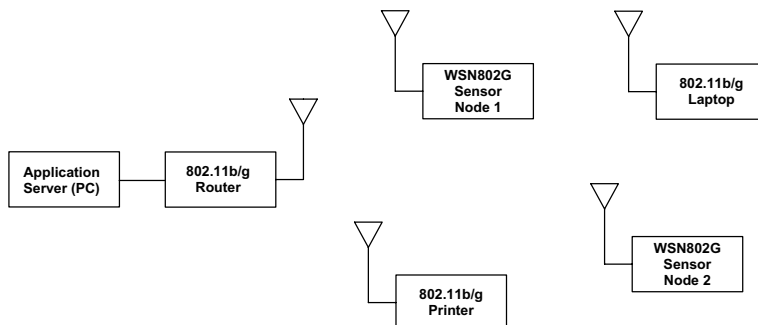 WSN802G
Sensor
Node 1
802.11b/g
Laptop
Application
Server (PC)
802.11b/g
Router
WSN802G
Sensor
Node 2
802.11b/g
Printer